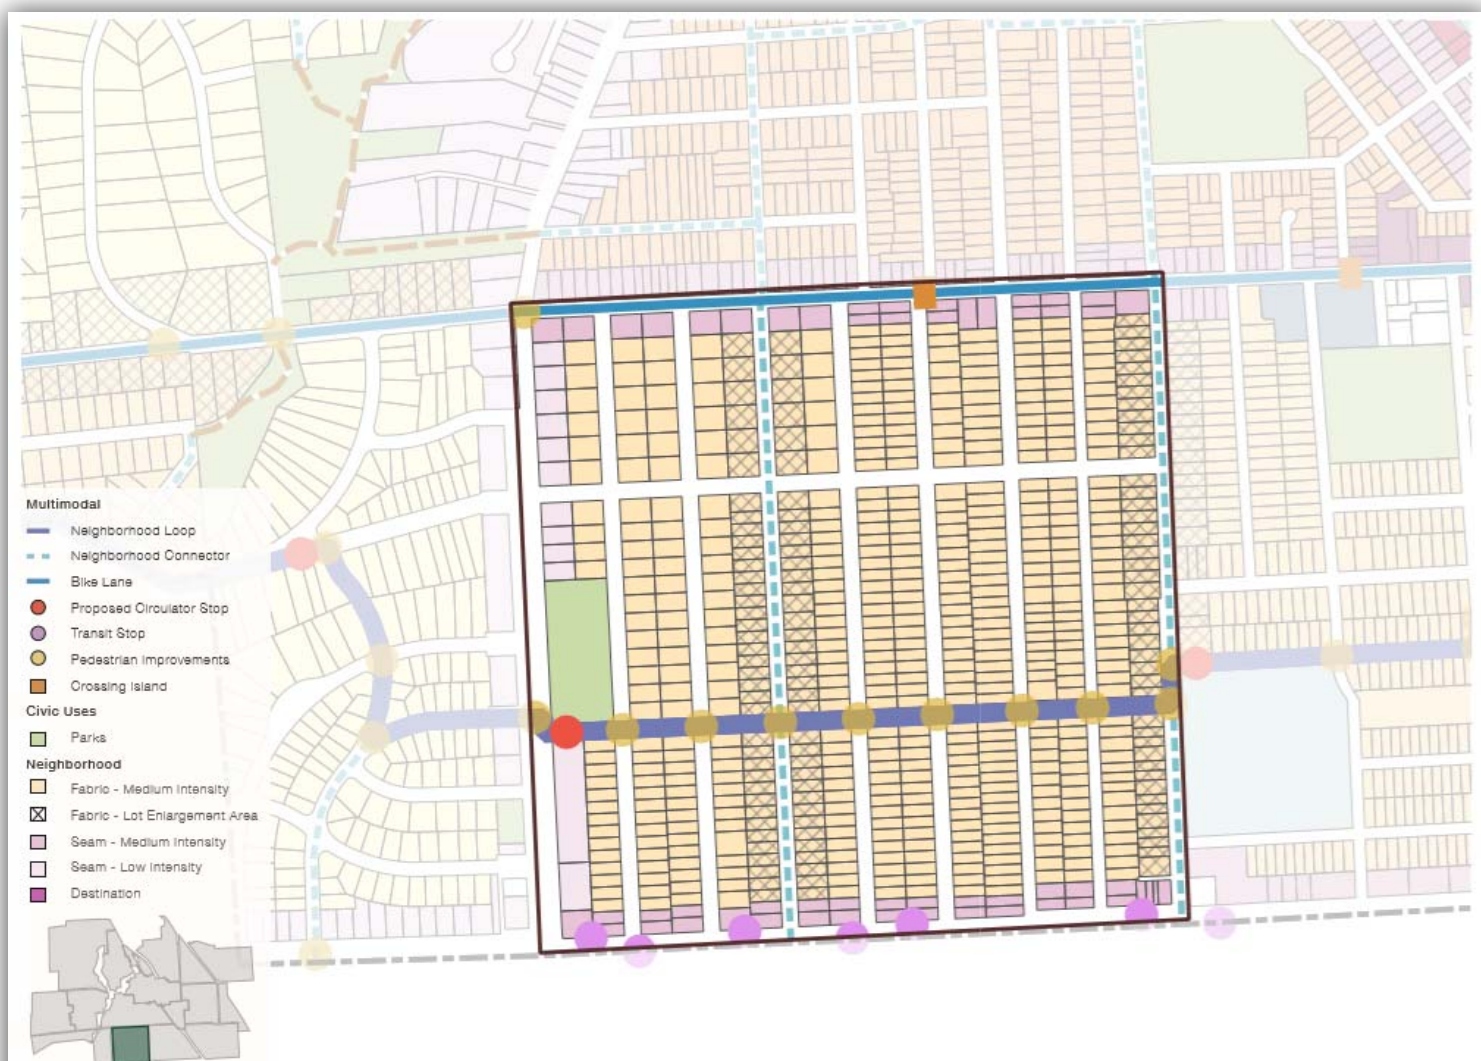 Multimodal
Neighborhood Loop
Neighborhood Connector
Bike Lane
Proposed Circulator Stop
Transit Stop
Pedestrian Improvements
Crossing Island
Civic Uses
Parks
Neighborhood
Fabric - Medium Intensity
Fabric - Lot Enlargement Area
Seam - Medium Intensity
Seam - Low Intensity
Destination